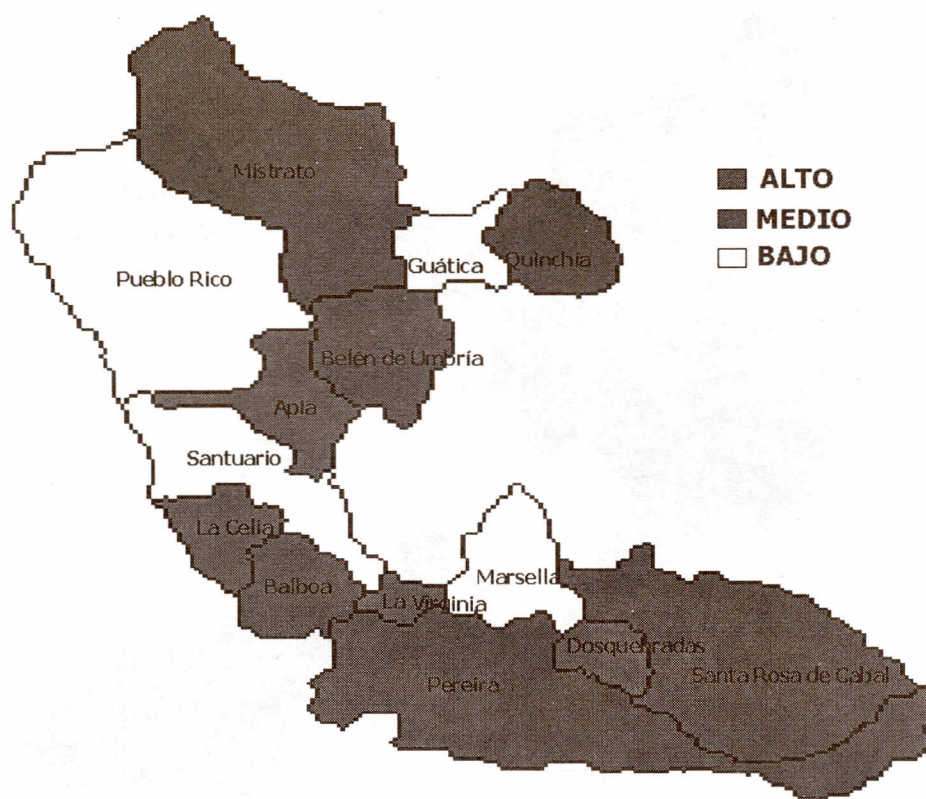 Mistrato
ALTO
MEDIO
BAJO
Guática
Quinchia
Pueblo Rico
Belén de Umbría
Apia
Santuario
La Celia
Balboa
Marsella
La Virginia
Dosquebradas
Santa Rosa de Cabal
Pereira